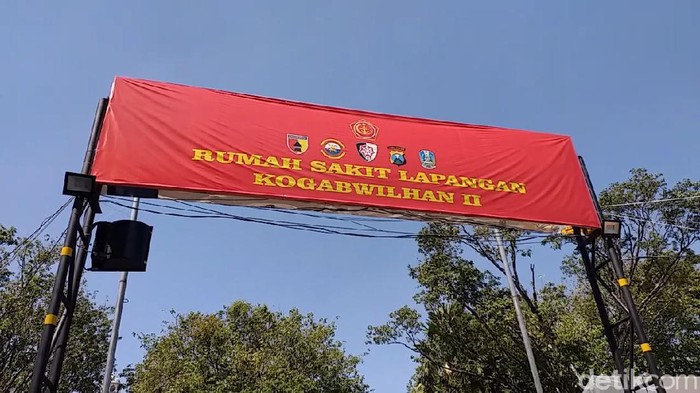 RUMAH SAKIT LAPANGAN
KOGABWILHAN II
detikcom